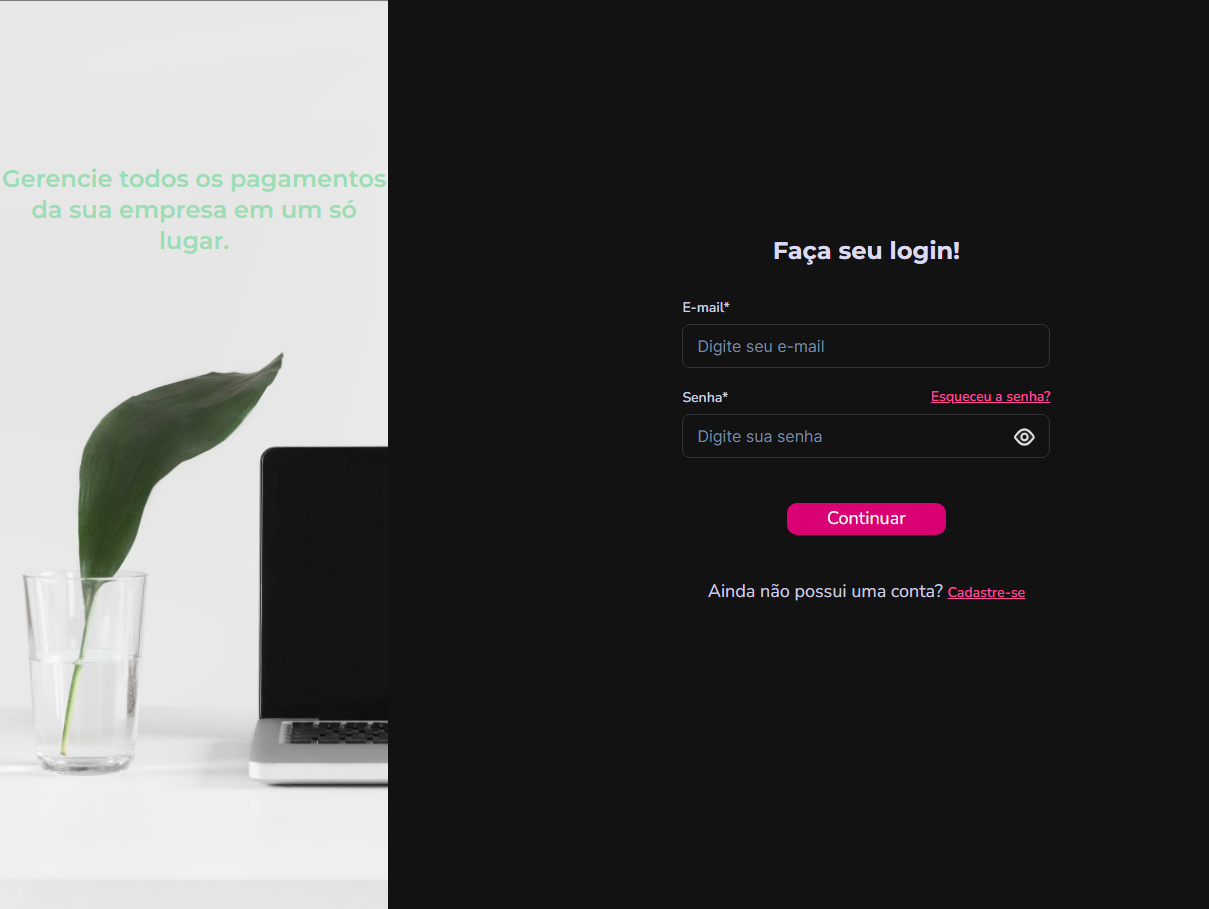 Gerencie todos os pagamentos
da sua empresa em um só
lugar.
Faça seu login!
E-mail*
Digite seu e-mail
Senha*
Esqueceu a senha?
Digite sua senha
Continuar
Ainda não possui uma conta? Cadastre-se